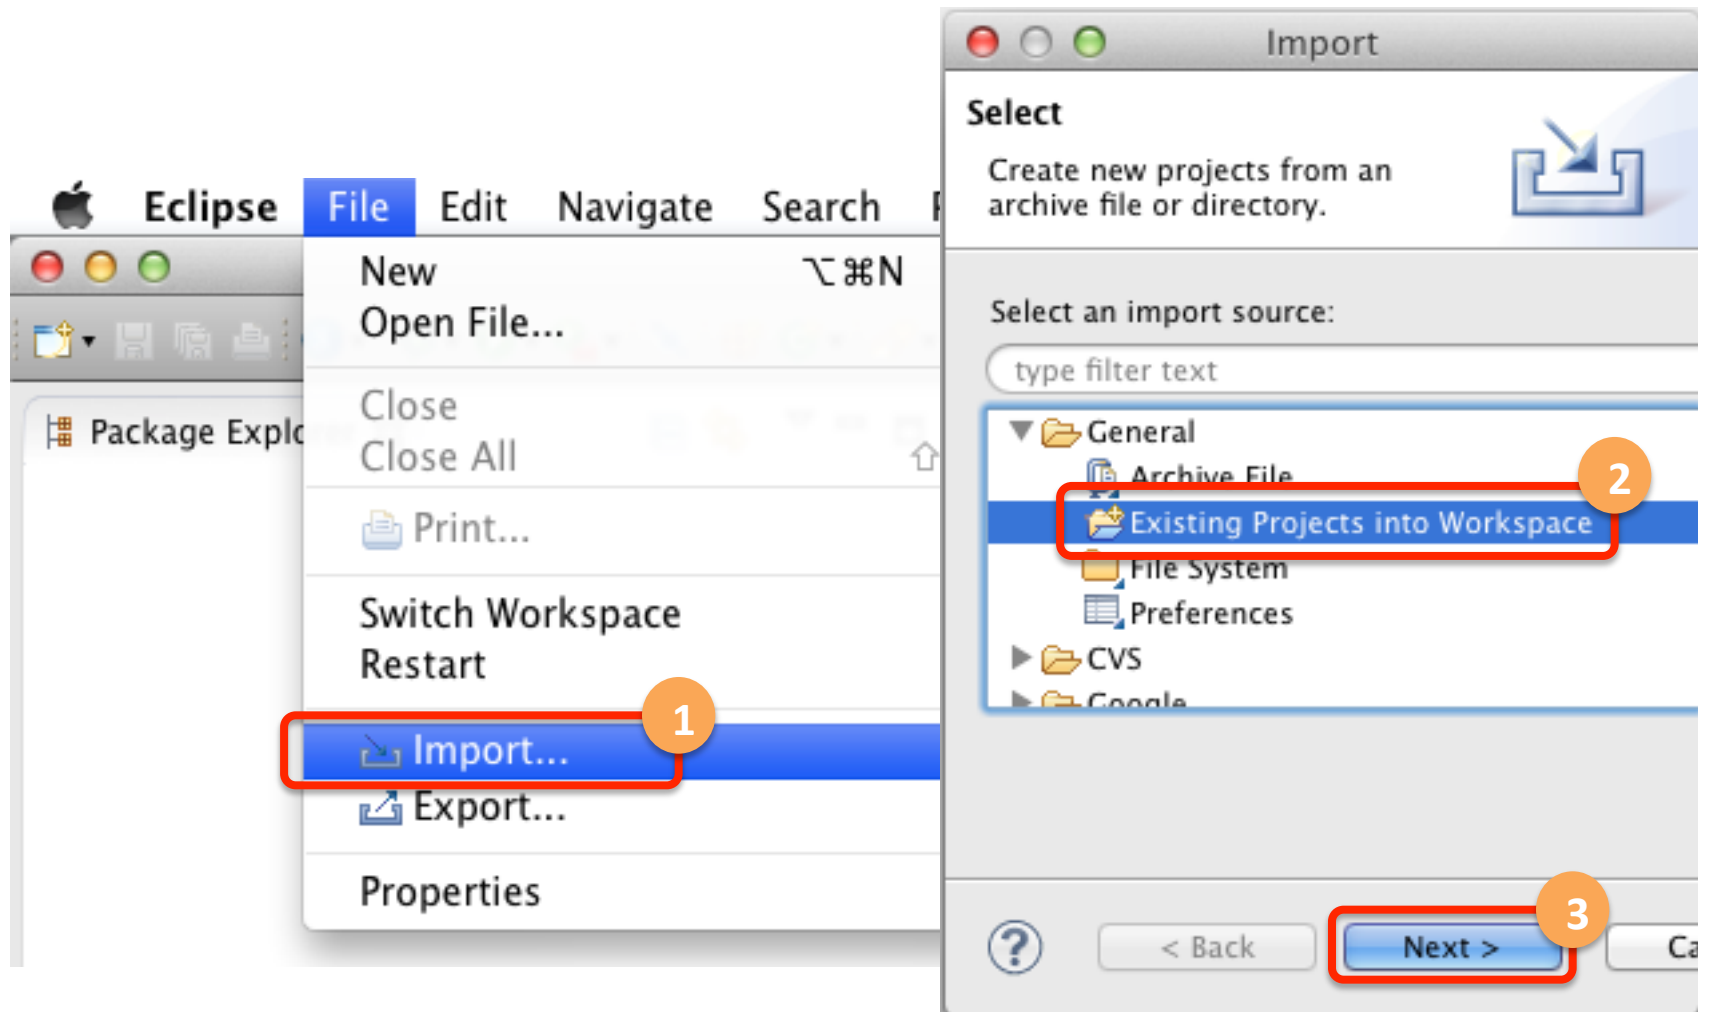 Eclipse File Edit Navigate Search
New ⌥⌘N
Open File...
Package Explo
Close
Close All ⇧
Print...
Switch Workspace
Restart
1
Import...
Export...
Properties
Import
Select
Create new projects from an
archive file or directory.
Select an import source:
type filter text
General
Archive File
2
Existing Projects into Workspace
File System
Preferences
CVS
Google
3
? < Back Next > Ca